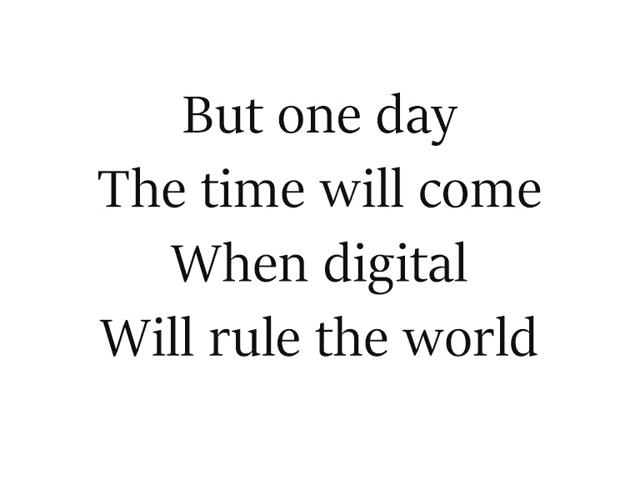 But one day
The time will come
When digital
Will rule the world